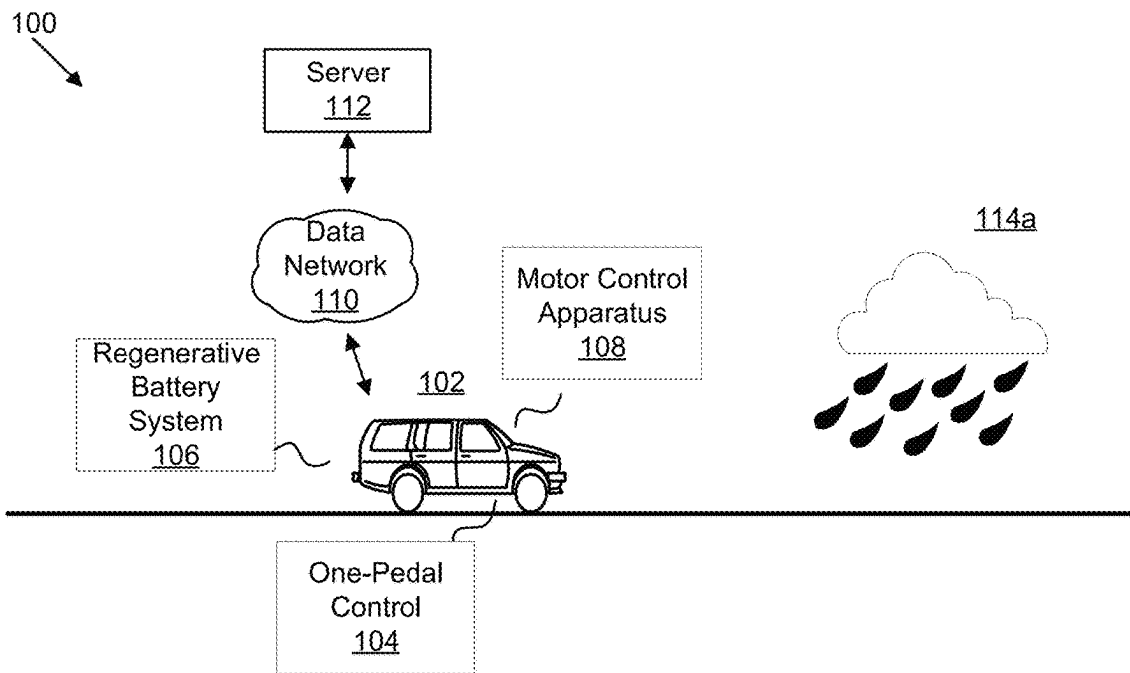 100
Server
112
Data
Network
110
114a
Motor Control
Apparatus
108
Regenerative
Battery
System
106
102
One-Pedal
Control
104